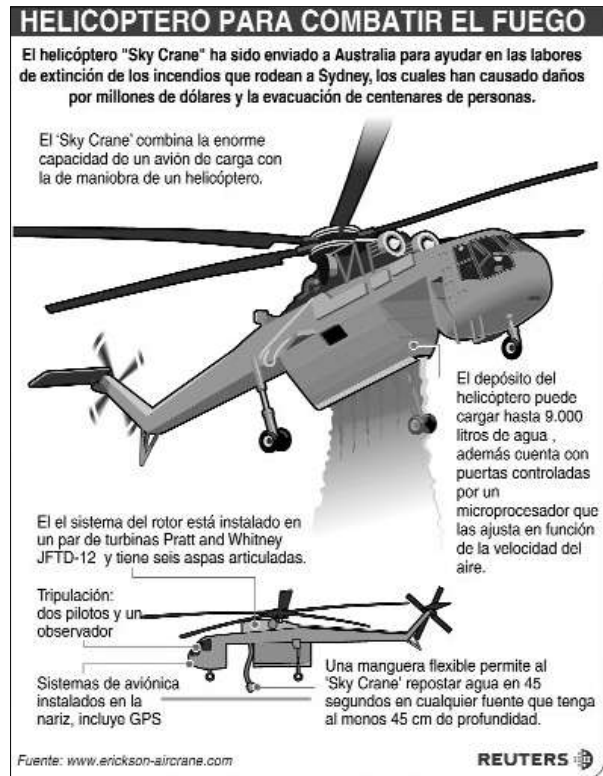 HELICOPTERO PARA COMBATIR EL FUEGO
El helicóptero "Sky Crane" ha sido enviado a Australia para ayudar en las labores
de extinción de los incendios que rodean a Sydney, los cuales han causado daños
por millones de dólares y la evacuación de centenares de personas.
El 'Sky Crane' combina la enorme
capacidad de un avión de carga con
la de maniobra de un helicóptero.
El depósito del
helicóptero puede
cargar hasta 9.000
litros de agua ,
además cuenta con
puertas controladas
por un
microprocesador que
las ajusta en función
de la velocidad del
aire.
El el sistema del rotor está instalado en
un par de turbinas Pratt and Whitney
JFTD-12 y tiene seis aspas articuladas.
Tripulación:
dos pilotos y un
observador
Sistemas de aviónica
instalados en la
nariz, incluye GPS
Una manguera flexible permite al
'Sky Crane' repostar agua en 45
segundos en cualquier fuente que tenga
al menos 45 cm de profundidad.
Fuente: www.erickson-aircrane.com
REUTERS